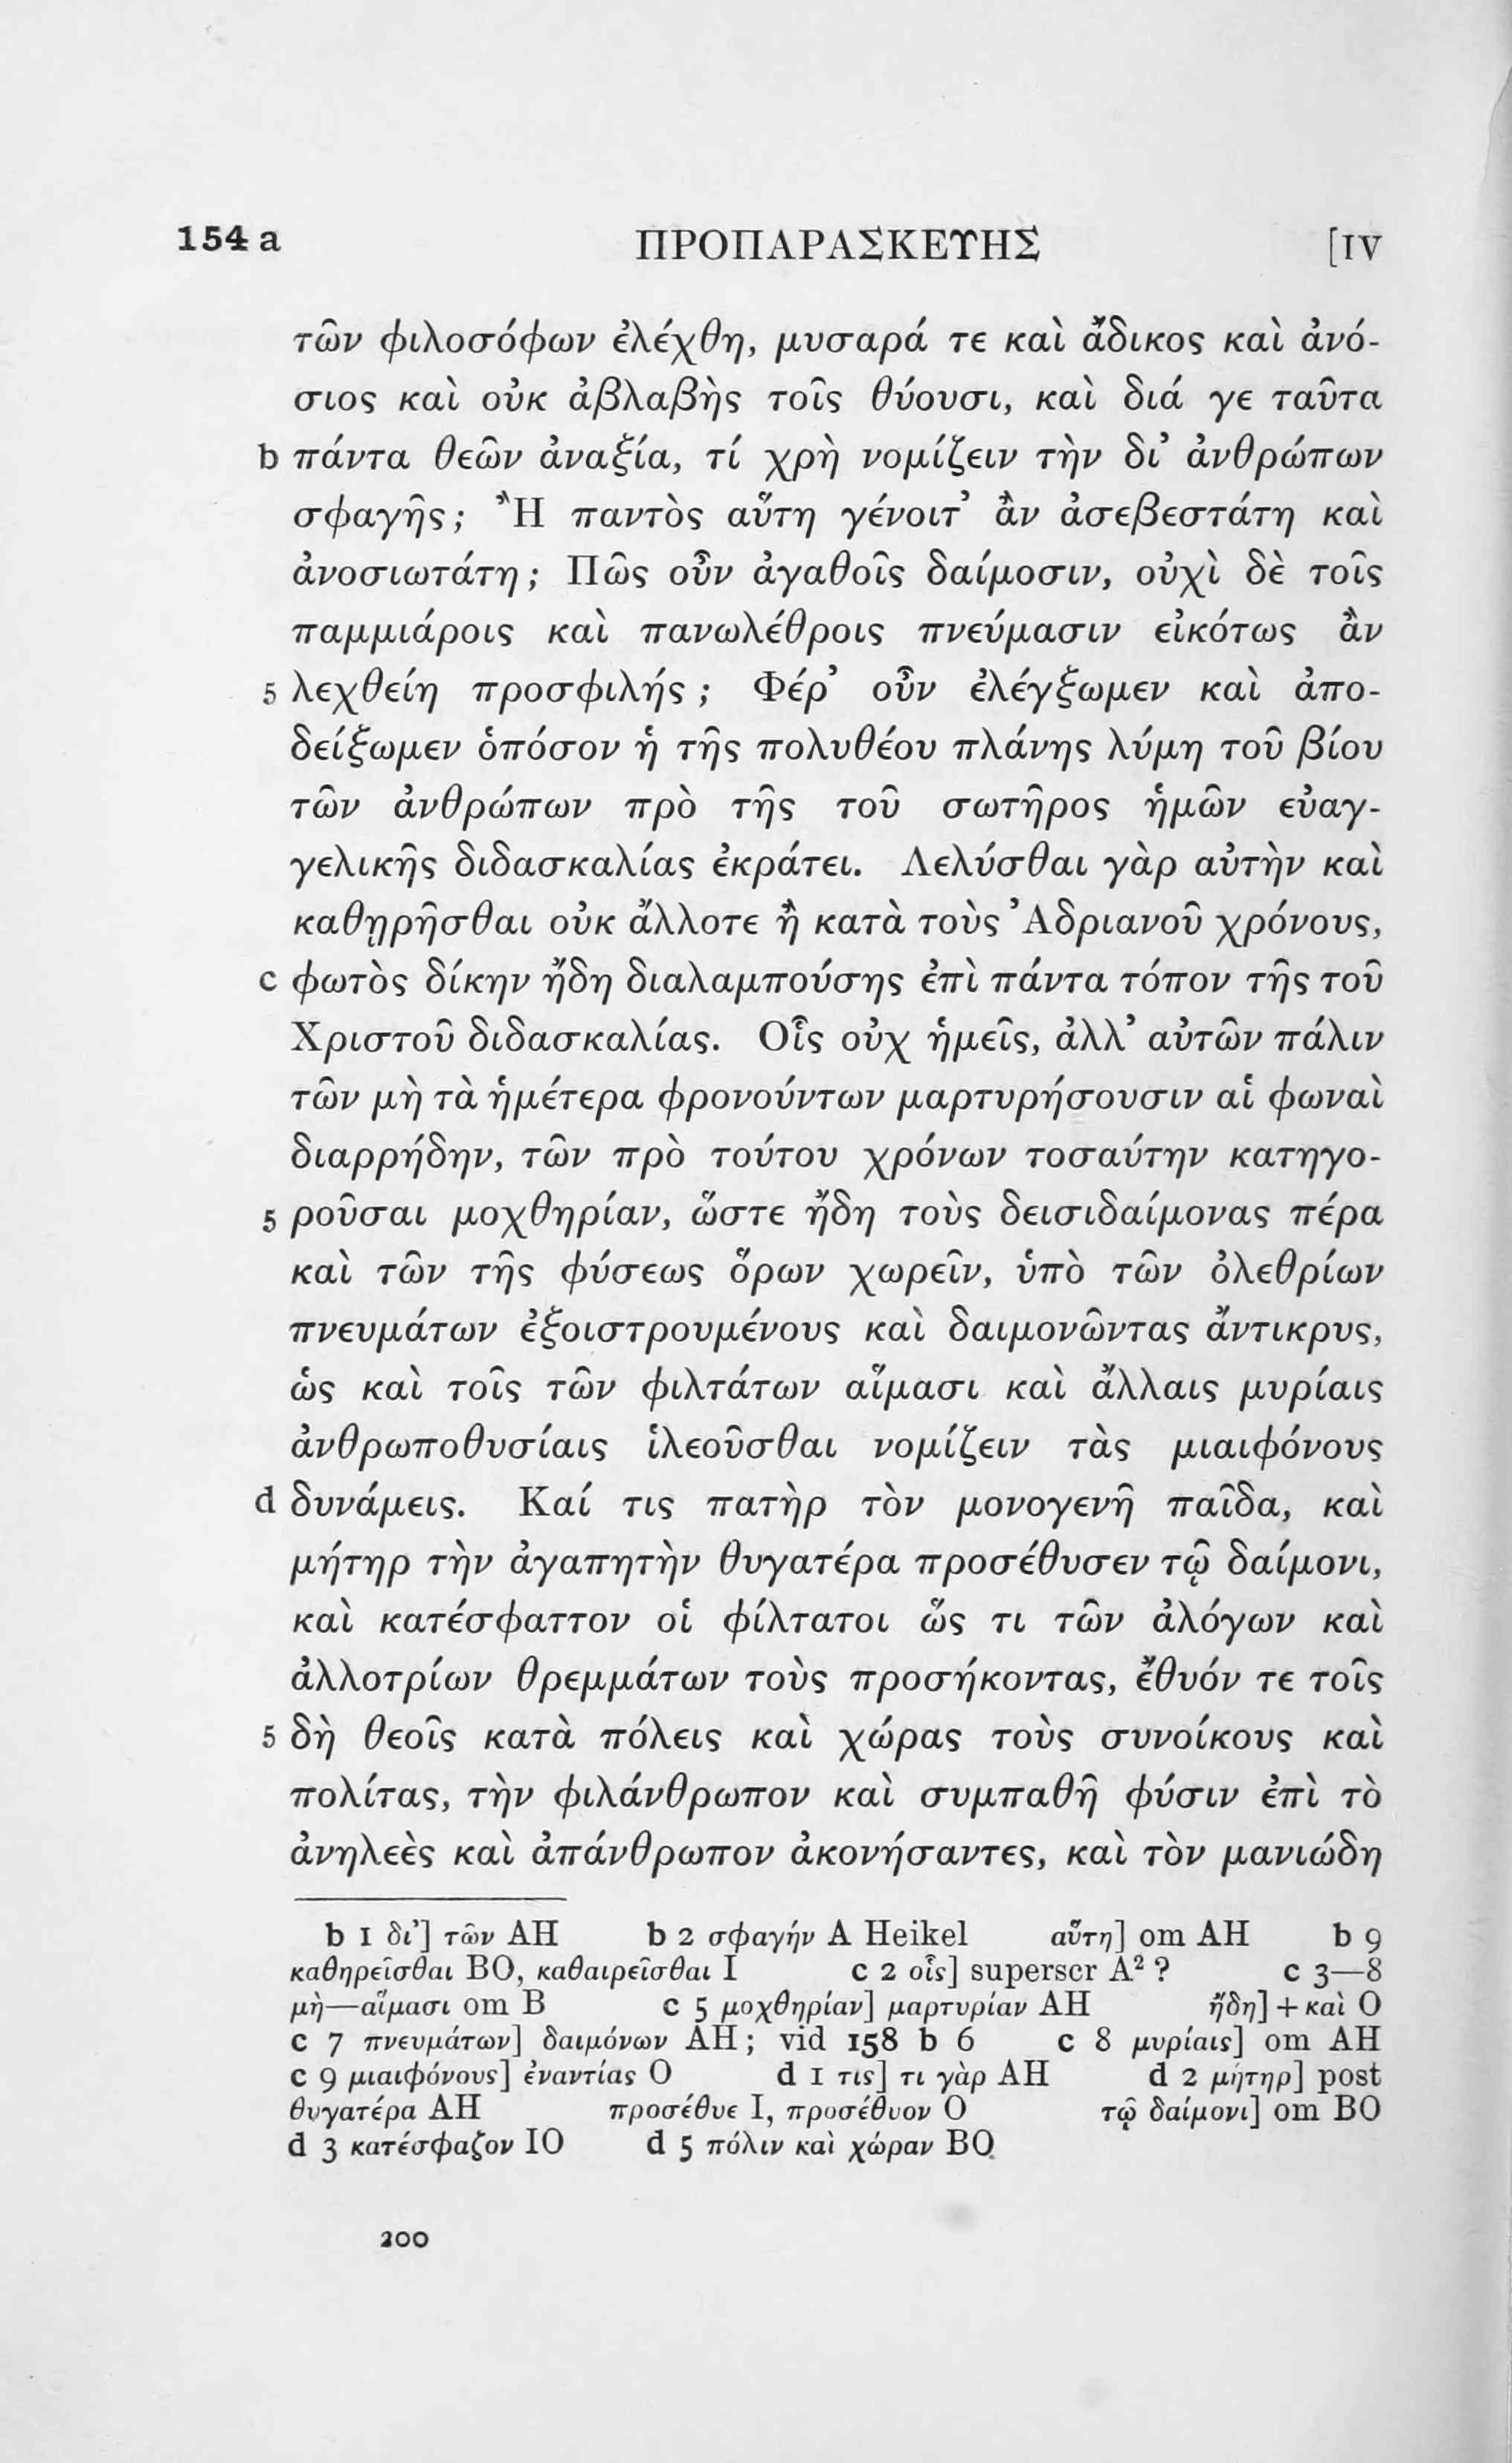 154 a ΠΡΟΠΑΡΑΣΚΕΥΗΣ [IV
τῶν φιλοσόφων ἐλέχθη, μυσαρά τε καὶ ἄδικος καὶ ἀνό-
σιος καὶ οὐκ ἀβλαβὴς τοῖς θύουσι, καὶ διά γε ταῦτα
b πάντα θεῶν ἀναξία, τί χρὴ νομίζειν τὴν δι’ ἀνθρώπων
σφαγῆς; Ἢ παντὸς αὕτη γένοιτ’ ἂν ἀσεβεστάτη καὶ
ἀνοσιωτάτη; Πῶς οὖν ἀγαθοῖς δαίμοσιν, οὐχὶ δὲ τοῖς
παμμιάροις καὶ πανωλέθροις πνεύμασιν εἰκότως ἂν
5 λεχθείη προσφιλής; Φέρ’ οὖν ἐλέγξωμεν καὶ ἀπο-
δείξωμεν ὁπόσον ἡ τῆς πολυθέου πλάνης λύμη τοῦ βίου
τῶν ἀνθρώπων πρὸ τῆς τοῦ σωτῆρος ἡμῶν εὐαγ-
γελικῆς διδασκαλίας ἐκράτει. Λελύσθαι γὰρ αὐτὴν καὶ
καθῃρῆσθαι οὐκ ἄλλοτε ἢ κατὰ τοὺς Ἀδριανοῦ χρόνους,
c φωτὸς δίκην ἤδη διαλαμπούσης ἐπὶ πάντα τόπον τῆς τοῦ
Χριστοῦ διδασκαλίας. Οἷς οὐχ ἡμεῖς, ἀλλ’ αὐτῶν πάλιν
τῶν μὴ τὰ ἡμέτερα φρονούντων μαρτυρήσουσιν αἱ φωναὶ
διαρρήδην, τῶν πρὸ τούτου χρόνων τοσαύτην κατηγο-
5 ροῦσαι μοχθηρίαν, ὥστε ἤδη τοὺς δεισιδαίμονας πέρα
καὶ τῶν τῆς φύσεως ὅρων χωρεῖν, ὑπὸ τῶν ὀλεθρίων
πνευμάτων ἐξοιστρουμένους καὶ δαιμονῶντας ἄντικρυς,
ὡς καὶ τοῖς τῶν φιλτάτων αἵμασι καὶ ἄλλαις μυρίαις
ἀνθρωποθυσίαις ἱλεοῦσθαι νομίζειν τὰς μιαιφόνους
d δυνάμεις. Καί τις πατὴρ τὸν μονογενῆ παῖδα, καὶ
μήτηρ τὴν ἀγαπητὴν θυγατέρα προσέθυσεν τῷ δαίμονι,
καὶ κατέσφαττον οἱ φίλτατοι ὥς τι τῶν ἀλόγων καὶ
ἀλλοτρίων θρεμμάτων τοὺς προσήκοντας, ἔθυόν τε τοῖς
5 δὴ θεοῖς κατὰ πόλεις καὶ χώρας τοὺς συνοίκους καὶ
πολίτας, τὴν φιλάνθρωπον καὶ συμπαθῆ φύσιν ἐπὶ τὸ
ἀνηλεὲς καὶ ἀπάνθρωπον ἀκονήσαντες, καὶ τὸν μανιώδη
b 1 δι’] τῶν AH b 2 σφαγήν A Heikel αὕτη] om AH b 9
καθηρεῖσθαι BO, καθαιρεῖσθαι I c 2 οἷς] superscr A² ? c 3—8
μὴ—αἵμασι om B c 5 μοχθηρίαν] μαρτυρίαν AH ἤδη] + καὶ O
c 7 πνευμάτων] δαιμόνων AH; vid 158 b 6 c 8 μυρίαις] om AH
c 9 μιαιφόνους] ἐναντίας O d 1 τις] τι γὰρ AH d 2 μήτηρ] post
θυγατέρα AH προσέθυε I, προσέθυον O τῷ δαίμονι] om BO
d 3 κατέσφαζον IO d 5 πόλιν καὶ χώραν BO
200